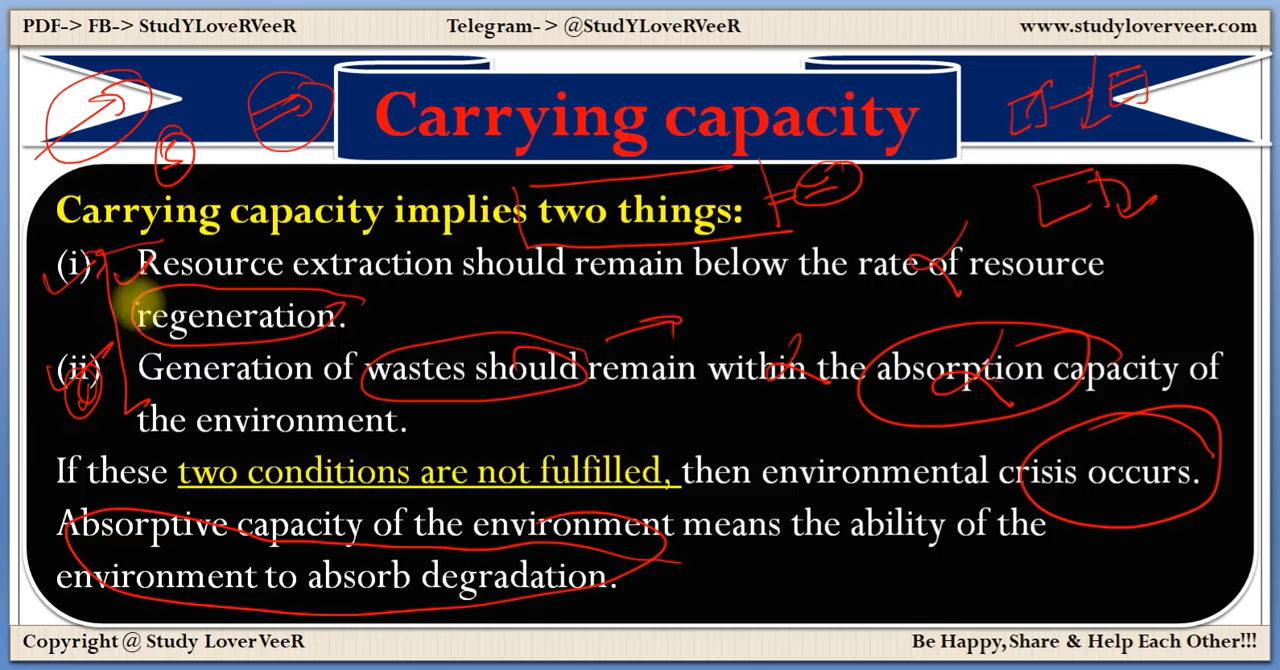 PDF-> FB-> StudYLoveRVeeR Telegram- > @StudYLoveRVeeR www.studyloverveer.com
Carrying capacity
Carrying capacity implies two things:
(i) Resource extraction should remain below the rate of resource
regeneration.
(ii) Generation of wastes should remain within the absorption capacity of
the environment.
If these two conditions are not fulfilled, then environmental crisis occurs.
Absorptive capacity of the environment means the ability of the
environment to absorb degradation.
Copyright @ Study LoverVeeR Be Happy, Share & Help Each Other!!!